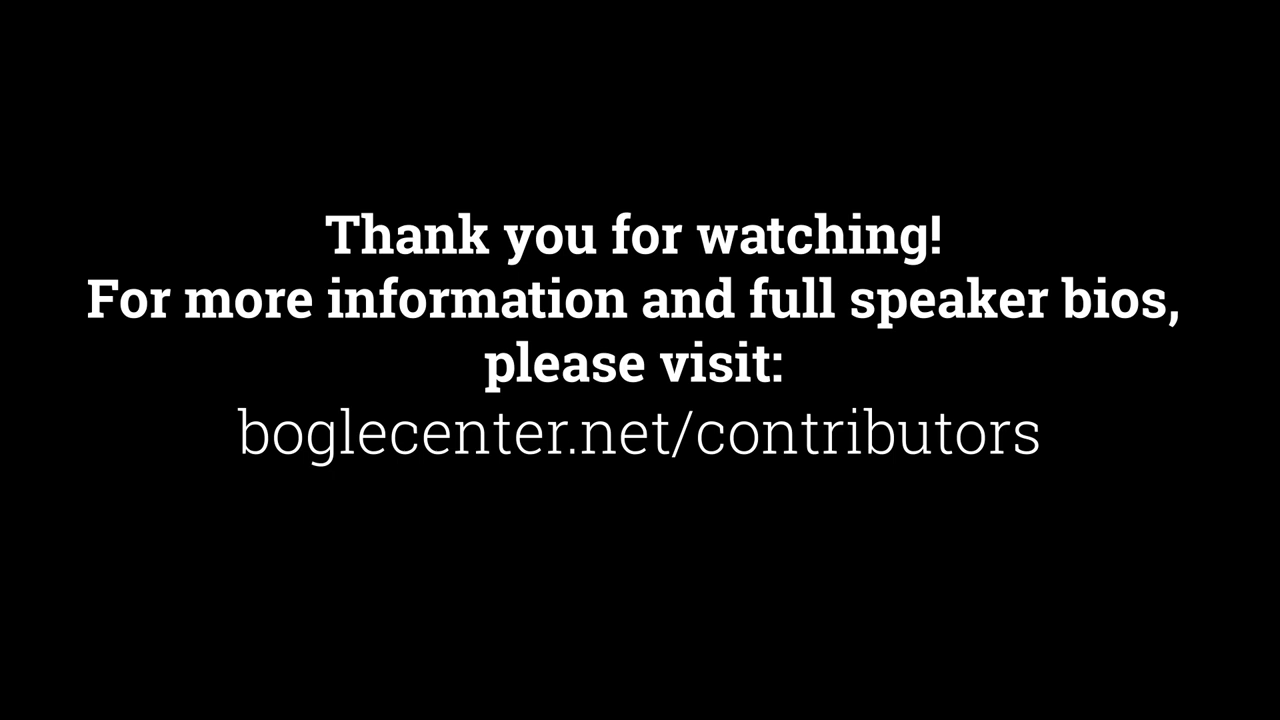 Thank you for watching!
For more information and full speaker bios,
please visit:
boglecenter.net/contributors